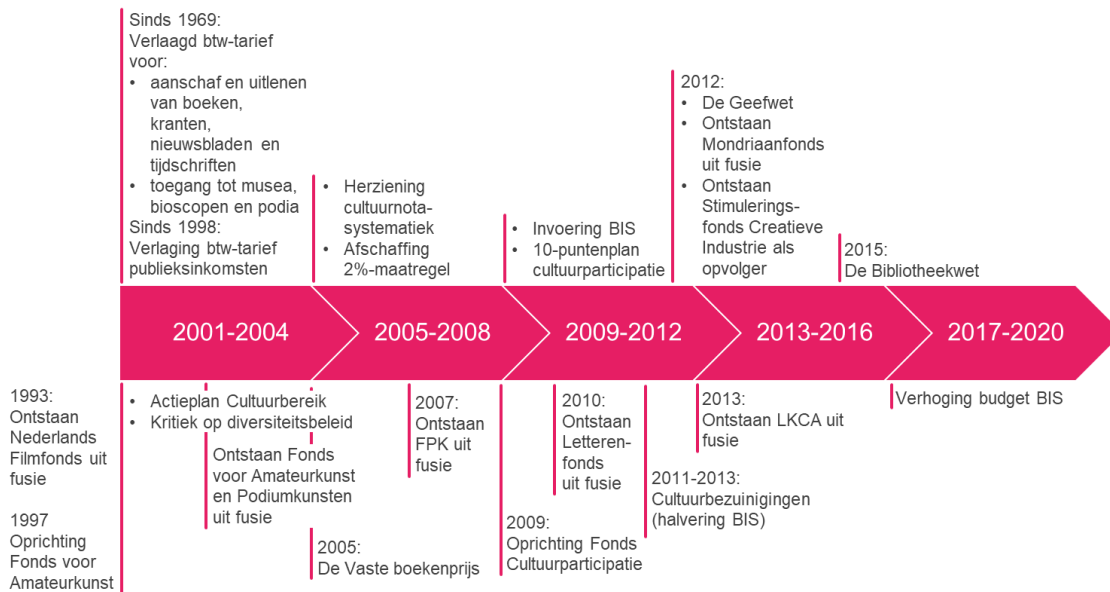 Sinds 1969:
Verlaagd btw-tarief
voor:
• aanschaf en uitlenen
van boeken,
kranten,
nieuwsbladen en
tijdschriften
• toegang tot musea,
bioscopen en podia
Sinds 1998:
Verlaging btw-tarief
publieksinkomsten
• Herziening
cultuurnota-
systematiek
• Afschaffing
2%-maatregel
• Invoering BIS
• 10-puntenplan
cultuurparticipatie
2012:
• De Geefwet
• Ontstaan
Mondriaanfonds
uit fusie
• Ontstaan
Stimulerings-
fonds Creatieve
Industrie als
opvolger
2015:
De Bibliotheekwet
2001-2004
2005-2008
2009-2012
2013-2016
2017-2020
1993:
Ontstaan
Nederlands
Filmfonds uit
fusie
1997
Oprichting
Fonds voor
Amateurkunst
• Actieplan Cultuurbereik
• Kritiek op diversiteitsbeleid
Ontstaan Fonds
voor Amateurkunst
en Podiumkunsten
uit fusie
2005:
De Vaste boekenprijs
2007:
Ontstaan
FPK uit
fusie
2009:
Oprichting Fonds
Cultuurparticipatie
2010:
Ontstaan
Letteren-
fonds
uit fusie
2011-2013:
Cultuurbezuinigingen
(halvering BIS)
2013:
Ontstaan LKCA uit
fusie
Verhoging budget BIS